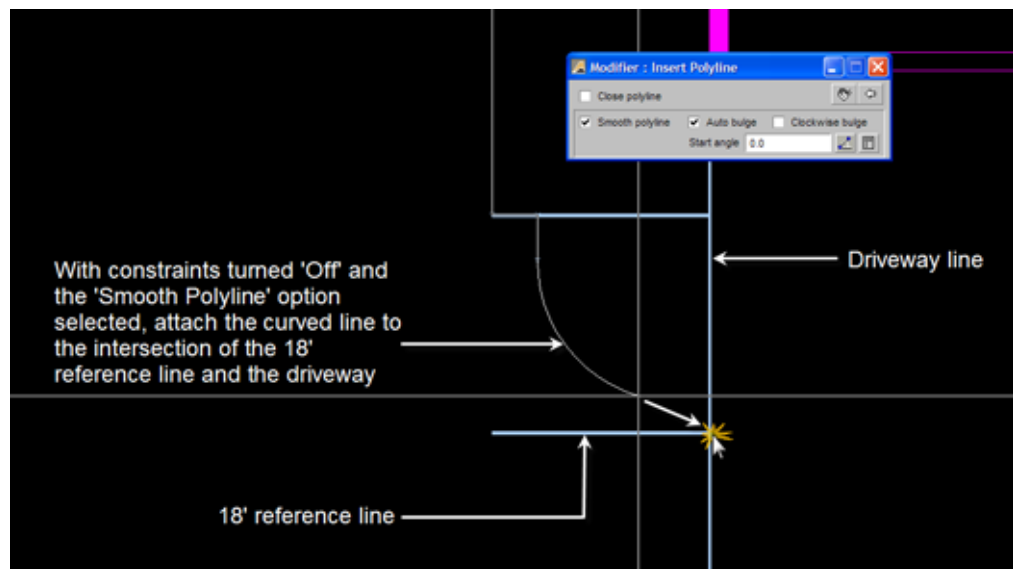 Modifier : Insert Polyline
Close polyline
Smooth polyline Auto bulge Clockwise bulge
Start angle 0.0
Driveway line
With constraints turned 'Off' and
the 'Smooth Polyline' option
selected, attach the curved line to
the intersection of the 18'
reference line and the driveway
18' reference line